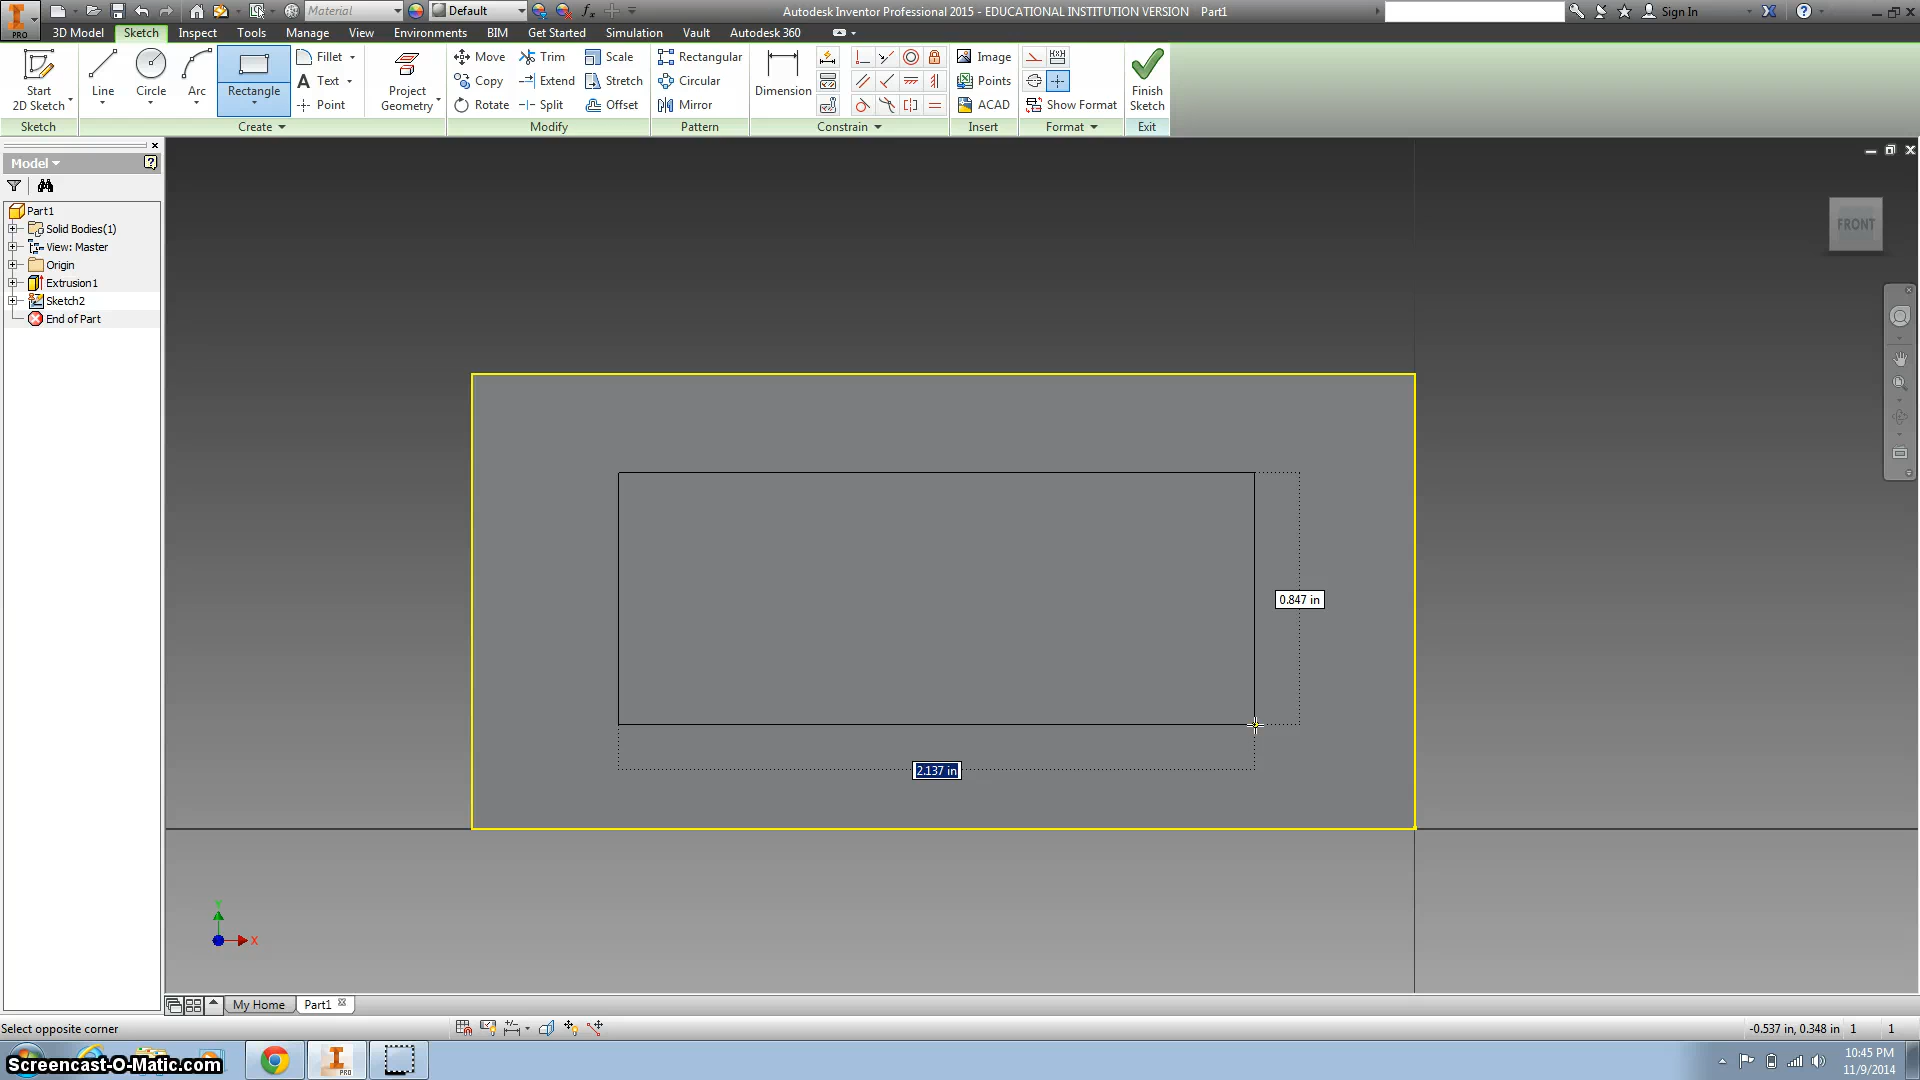 Material
Default
Autodesk Inventor Professional 2015 - EDUCATIONAL INSTITUTION VERSION Part1
Sign In
PRO
3D Model Sketch Inspect Tools Manage View Environments BIM Get Started Simulation Vault Autodesk 360
Start
2D Sketch
Line
Circle
Arc
Rectangle
Fillet
Text
Point
Project
Geometry
Move
Copy
Rotate
Trim
Extend
Split
Scale
Stretch
Offset
Rectangular
Circular
Mirror
Dimension
Image
Points
ACAD
Show Format
Finish
Sketch
Sketch Create Modify Pattern Constrain Insert Format Exit
Model
Part1
Solid Bodies(1)
View: Master
Origin
Extrusion1
Sketch2
End of Part
FRONT
0.847 in
2.137 in
Y
X
My Home Part1
Select opposite corner
-0.537 in, 0.348 in 1 1
Screencast-O-Matic.com
PRO
10:45 PM
11/9/2014